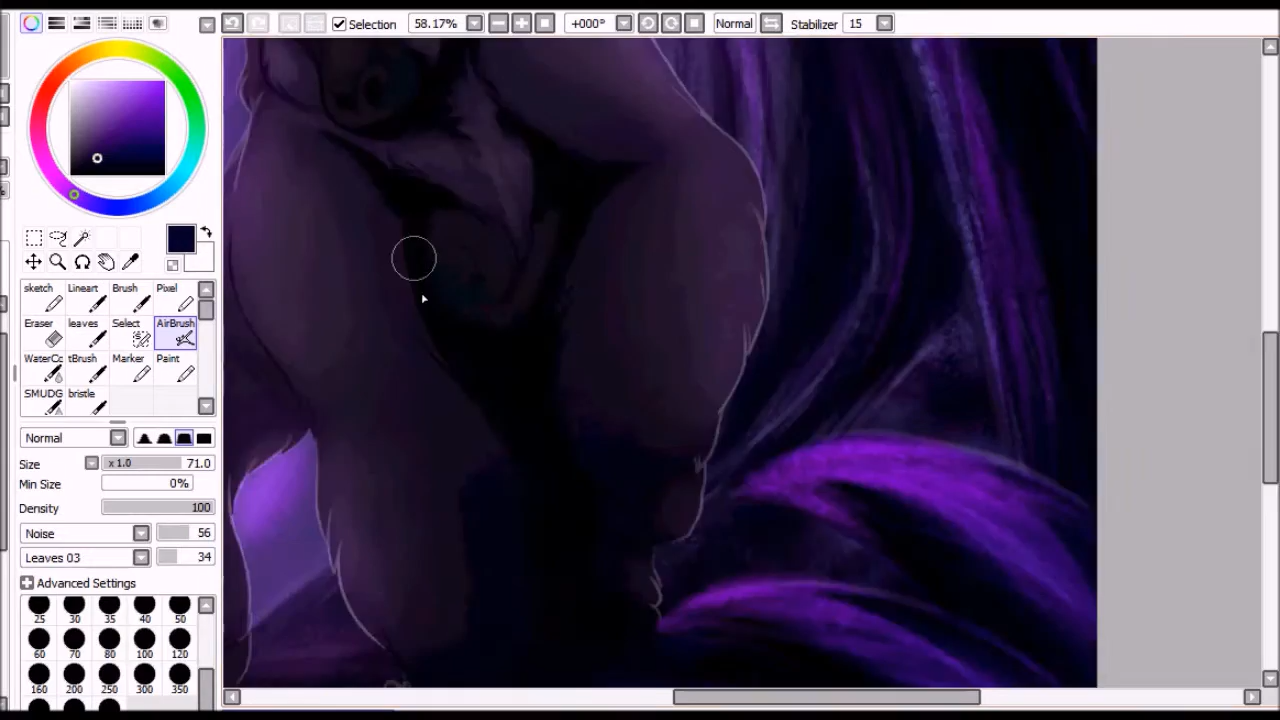 Selection 58.17% +000° Normal Stabilizer 15
sketch Lineart Brush Pixel
Eraser leaves Select AirBrush
WaterCc tBrush Marker Paint
SMUDG bristle
Normal
Size x 1.0 71.0
Min Size 0%
Density 100
Noise 56
Leaves 03 34
Advanced Settings
25 30 35 40 50
60 70 80 100 120
160 200 250 300 350